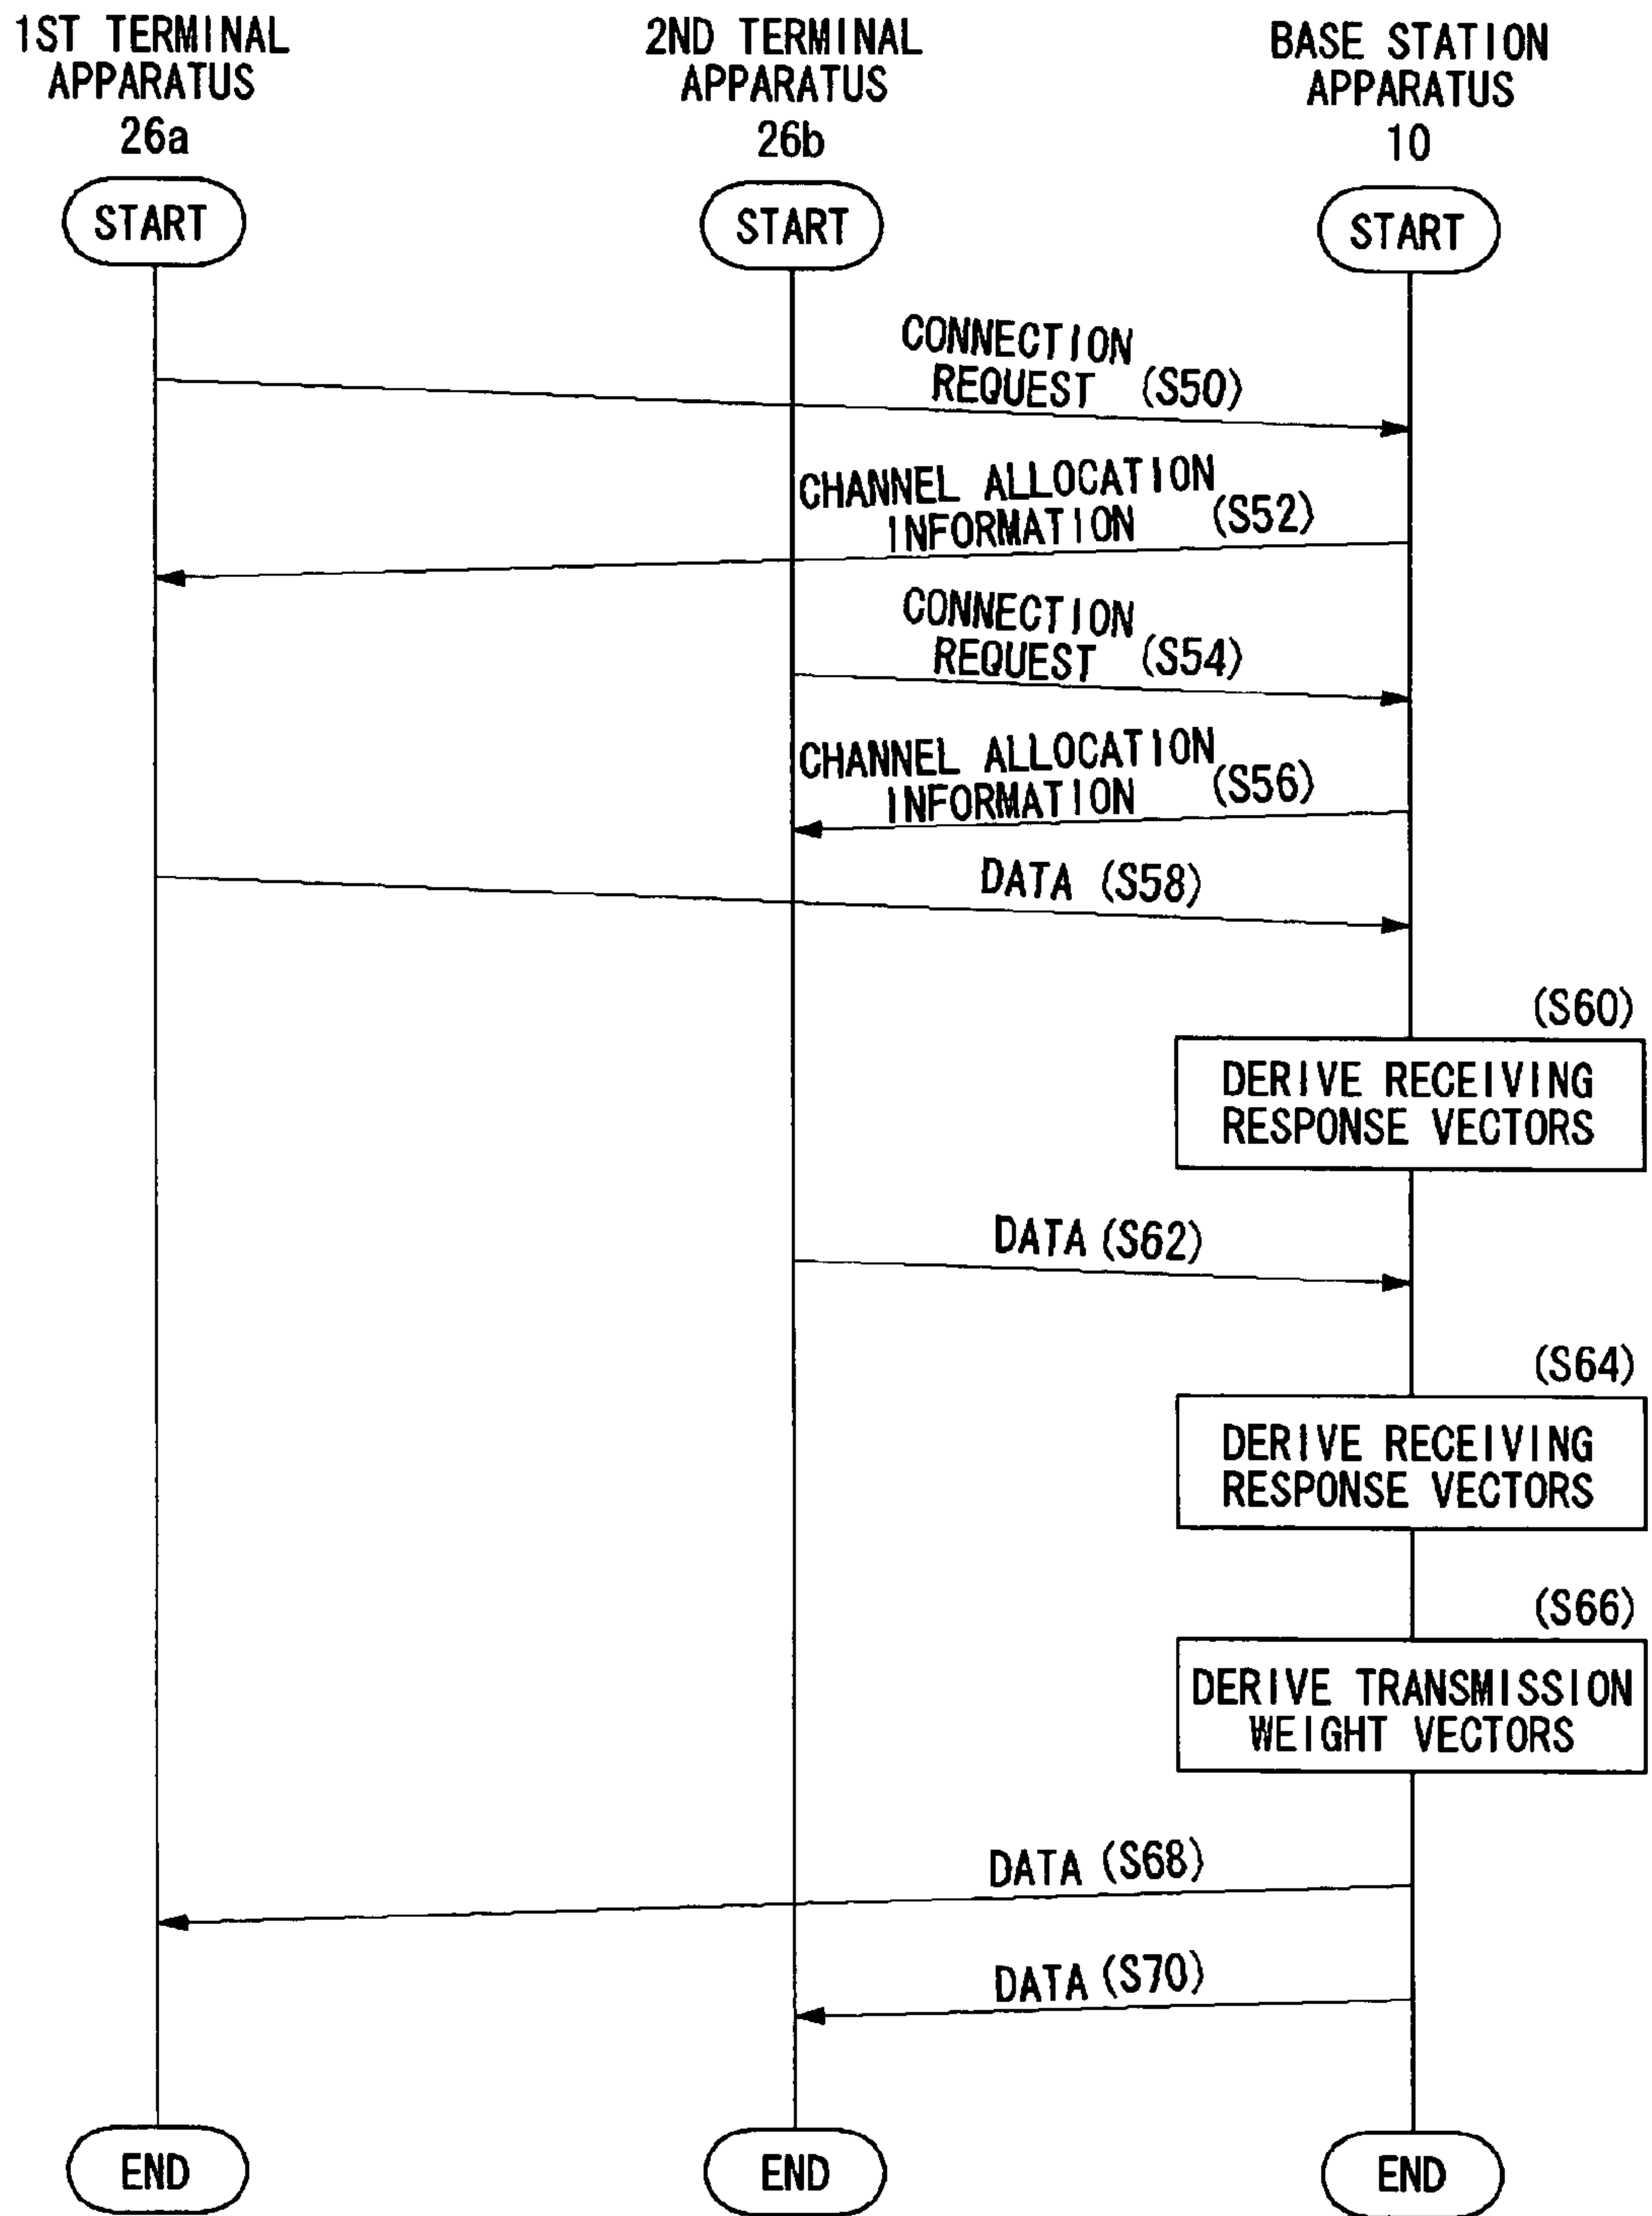 1ST TERMINAL
APPARATUS
26a
2ND TERMINAL
APPARATUS
26b
BASE STATION
APPARATUS
10
START
START
START
CONNECTION
REQUEST (S50)
CHANNEL ALLOCATION
INFORMATION (S52)
CONNECTION
REQUEST (S54)
CHANNEL ALLOCATION
INFORMATION (S56)
DATA (S58)
(S60)
DERIVE RECEIVING
RESPONSE VECTORS
DATA (S62)
(S64)
DERIVE RECEIVING
RESPONSE VECTORS
(S66)
DERIVE TRANSMISSION
WEIGHT VECTORS
DATA (S68)
DATA (S70)
END
END
END